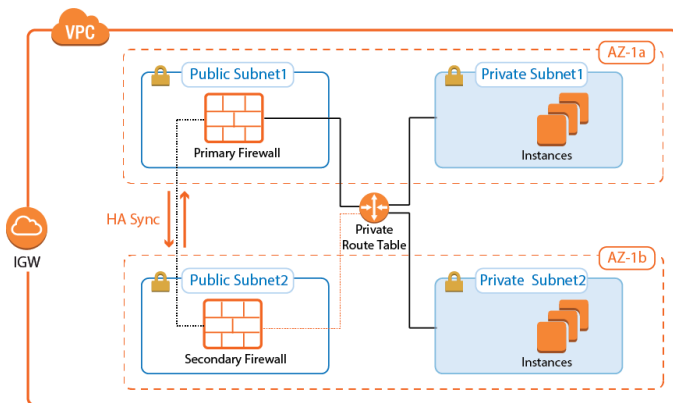 VPC
AZ-1a
Public Subnet1
Private Subnet1
Primary Firewall
Instances
HA Sync
IGW
Private
Route Table
AZ-1b
Public Subnet2
Private Subnet2
Secondary Firewall
Instances